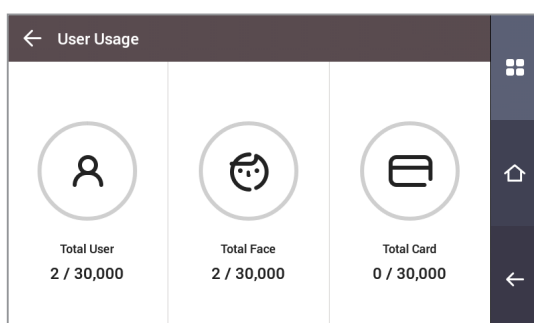 User Usage
Total User
2 / 30,000
Total Face
2 / 30,000
Total Card
0 / 30,000